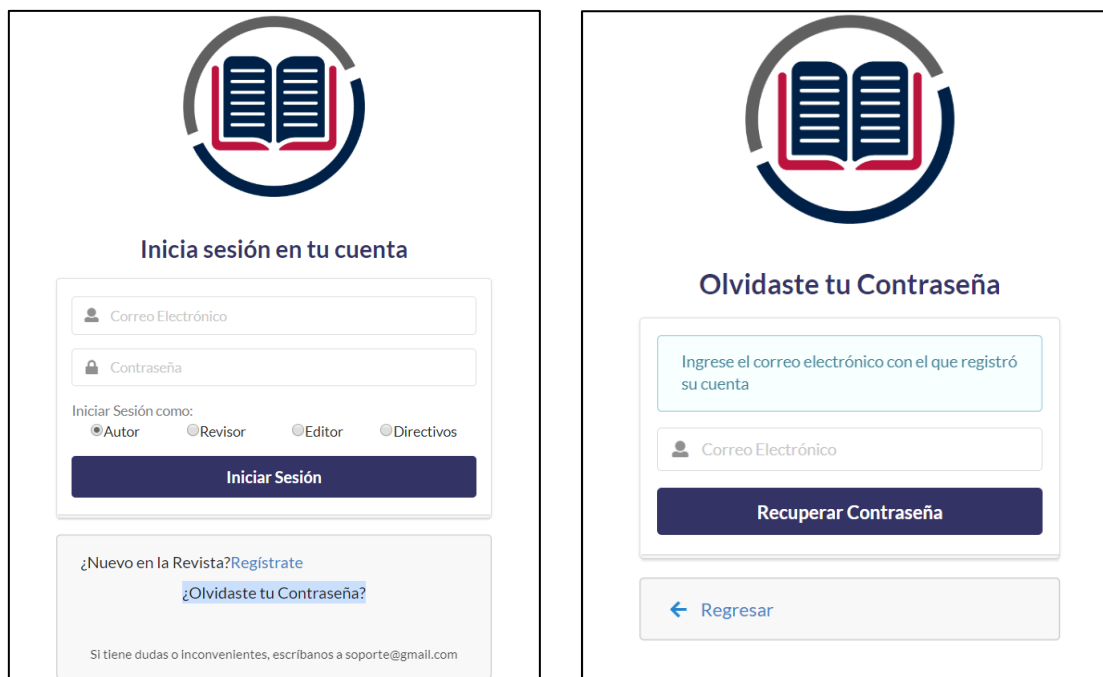 Inicia sesión en tu cuenta
Correo Electrónico
Contraseña
Iniciar Sesión como:
Autor Revisor Editor Directivos
Iniciar Sesión
¿Nuevo en la Revista?Regístrate
¿Olvidaste tu Contraseña?
Si tiene dudas o inconvenientes, escríbanos a soporte@gmail.com
Olvidaste tu Contraseña
Ingrese el correo electrónico con el que registró
su cuenta
Correo Electrónico
Recuperar Contraseña
Regresar